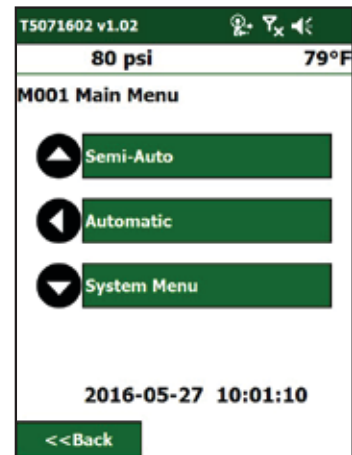 T5071602 v1.02
80 psi 79°F
M001 Main Menu
Semi-Auto
Automatic
System Menu
2016-05-27 10:01:10
<<Back